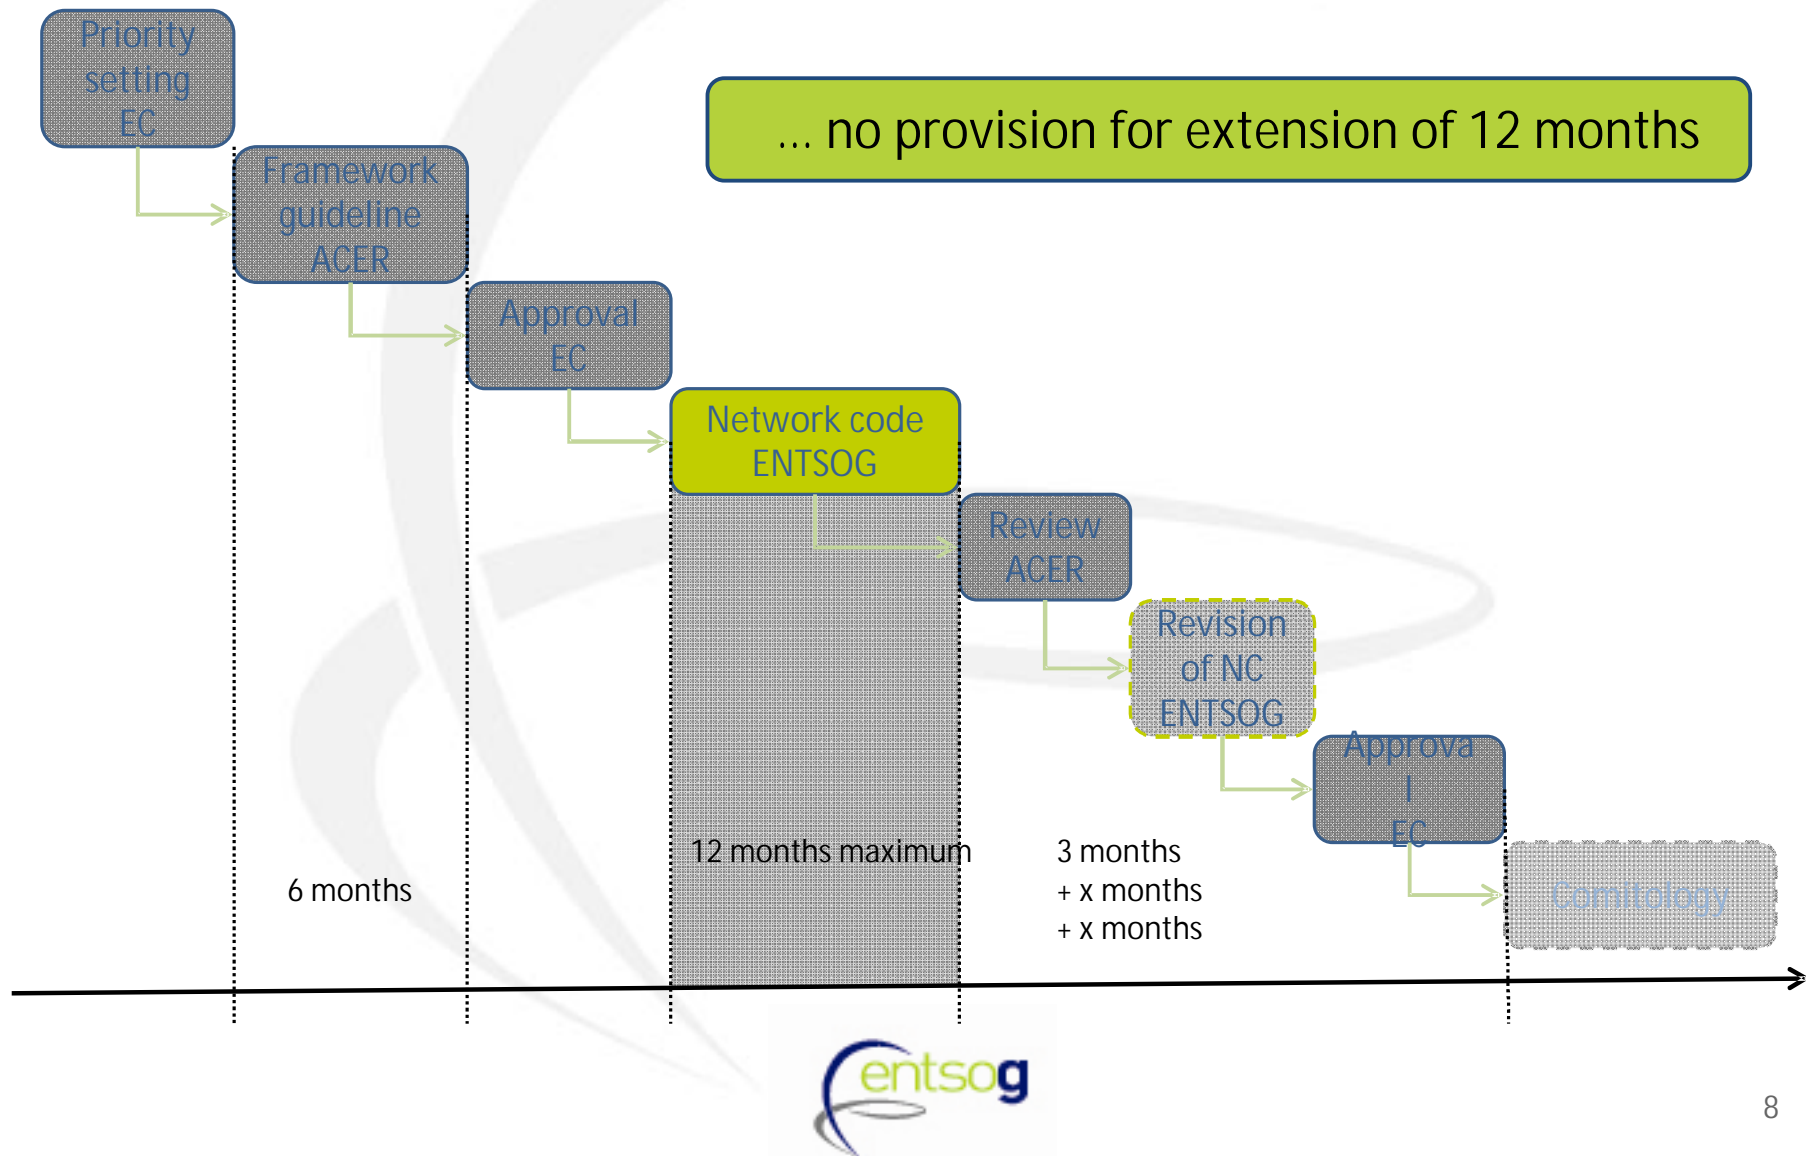 Priority
setting
EC
... no provision for extension of 12 months
Framework
guideline
ACER
Approval
EC
Network code
ENTSOG
Review
ACER
Revision
of NC
ENTSOG
Approva
l
EC
Comitology
12 months maximum
6 months
3 months
+ x months
+ x months
entsog
8